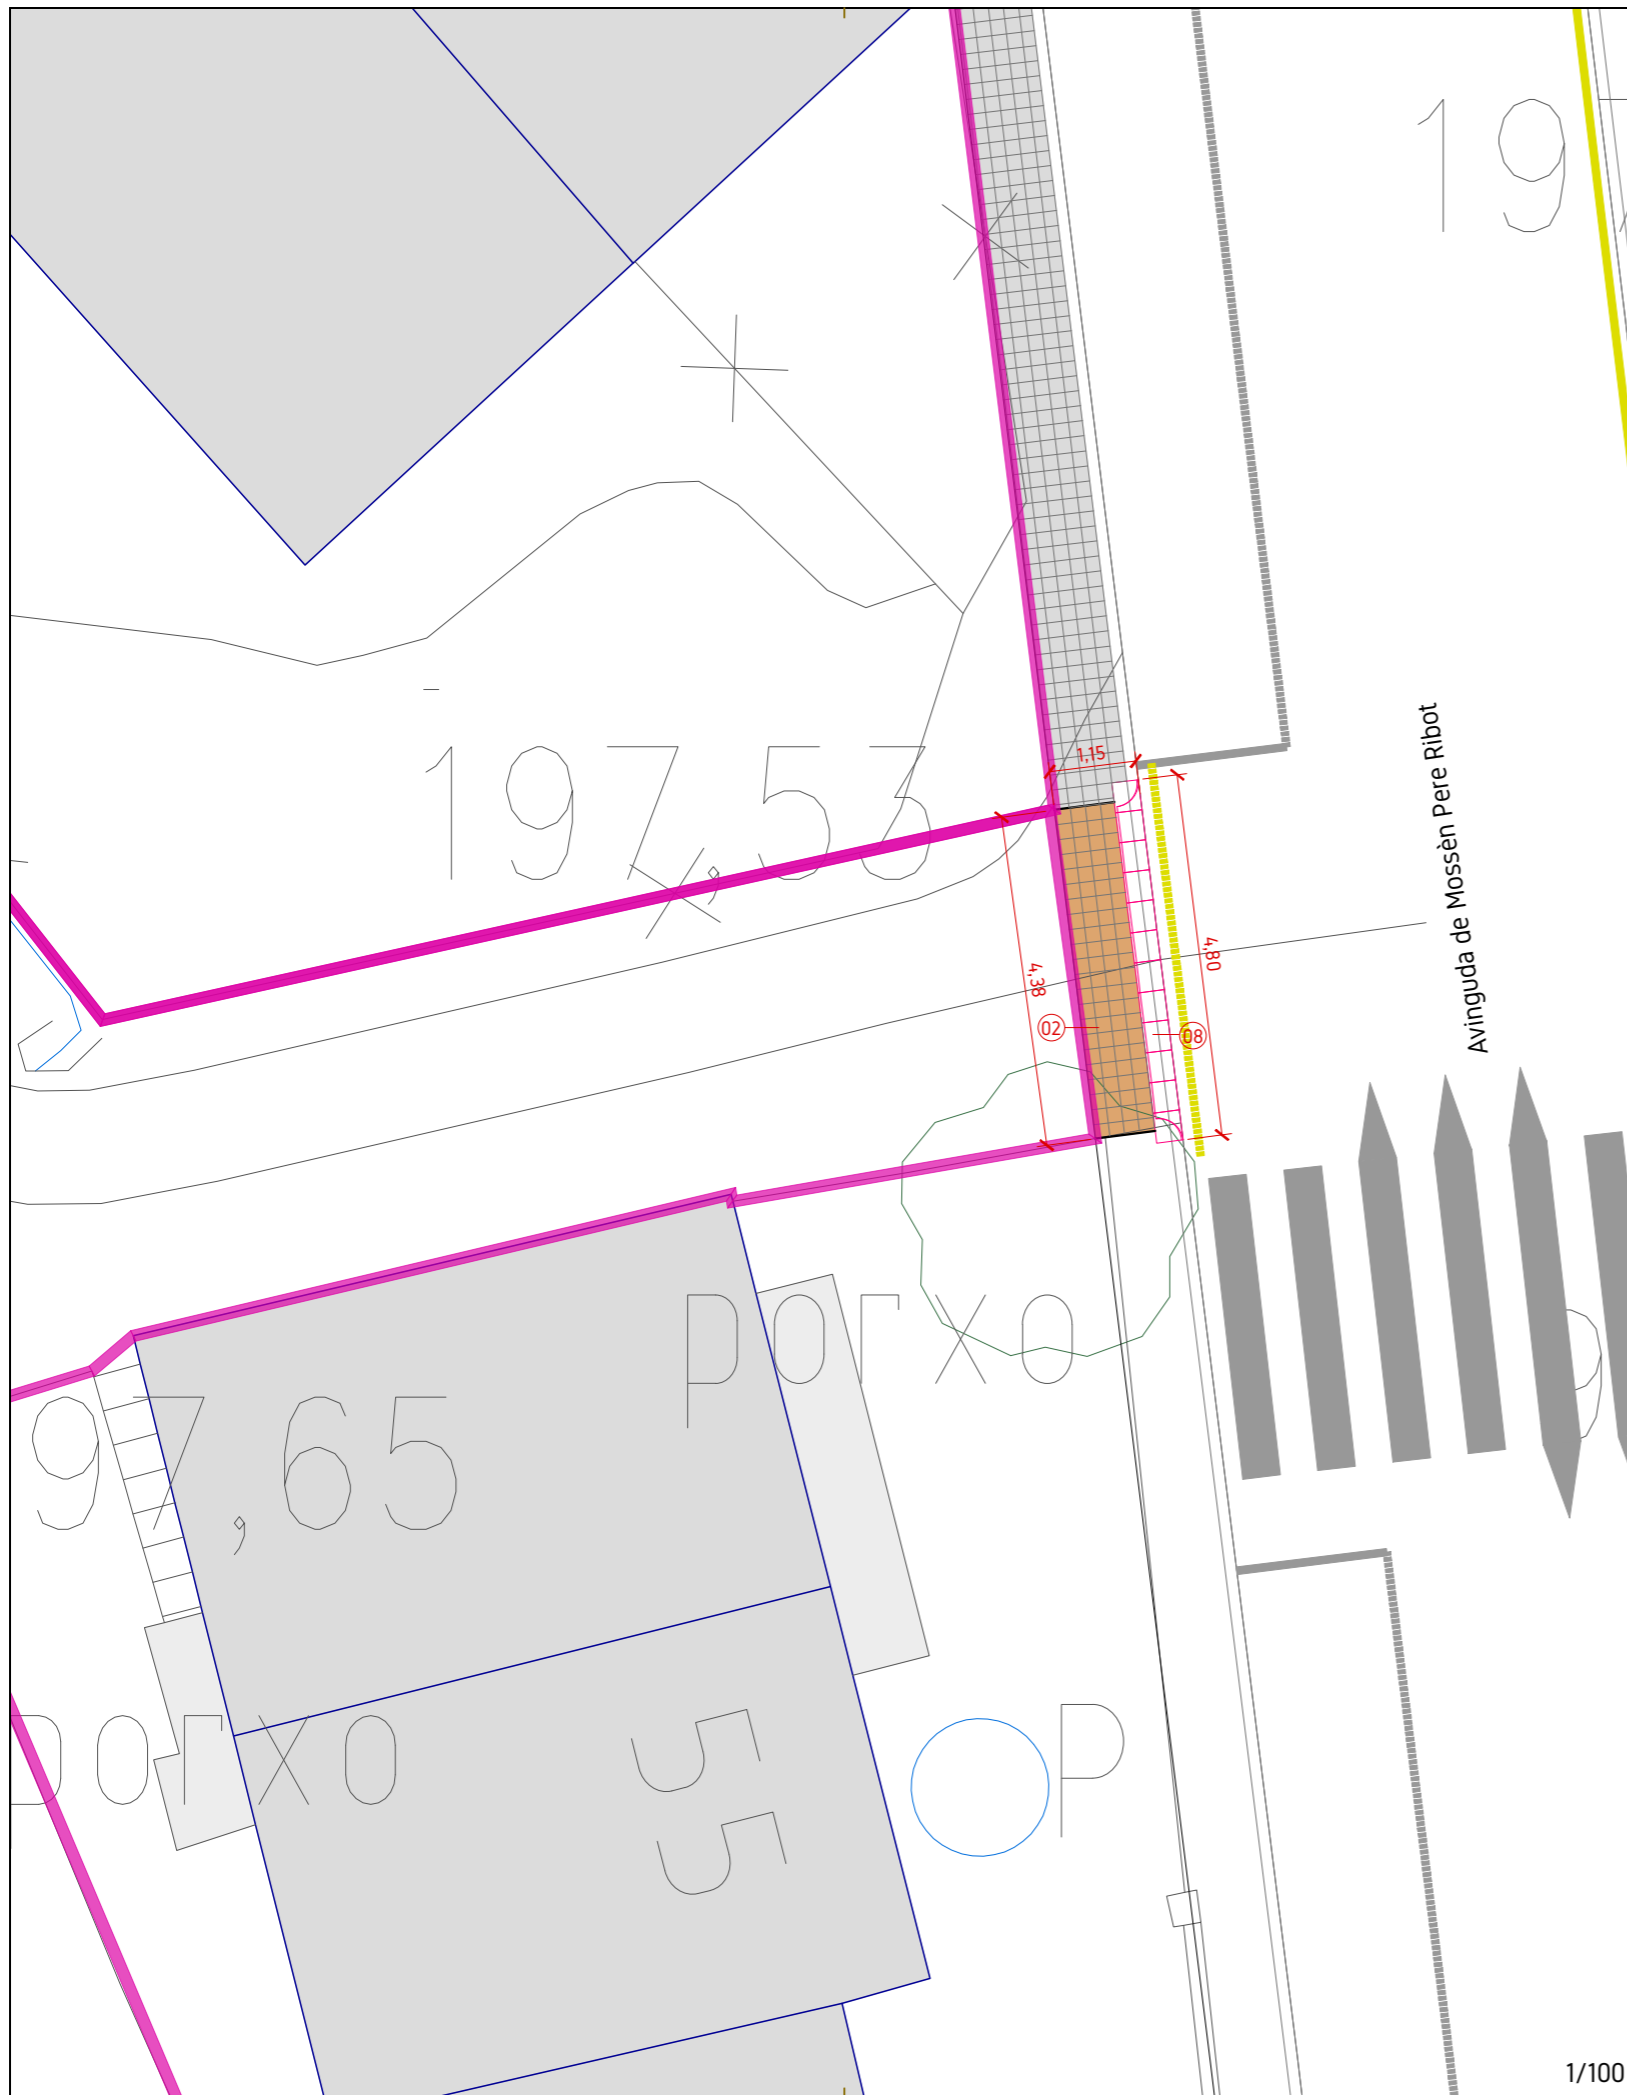 19
1,15
197,53
Avinguda de Mossèn Pere Ribot
4,80
4,38
02
08
porxo
97,65
porxo
55
P
1/100